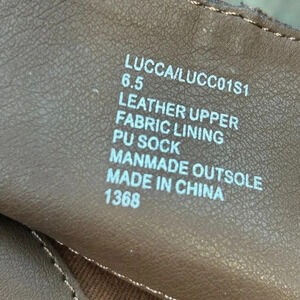 LUCCA/LUCC01S1
6.5
LEATHER UPPER
FABRIC LINING
PU SOCK
MANMADE OUTSOLE
MADE IN CHINA
1368